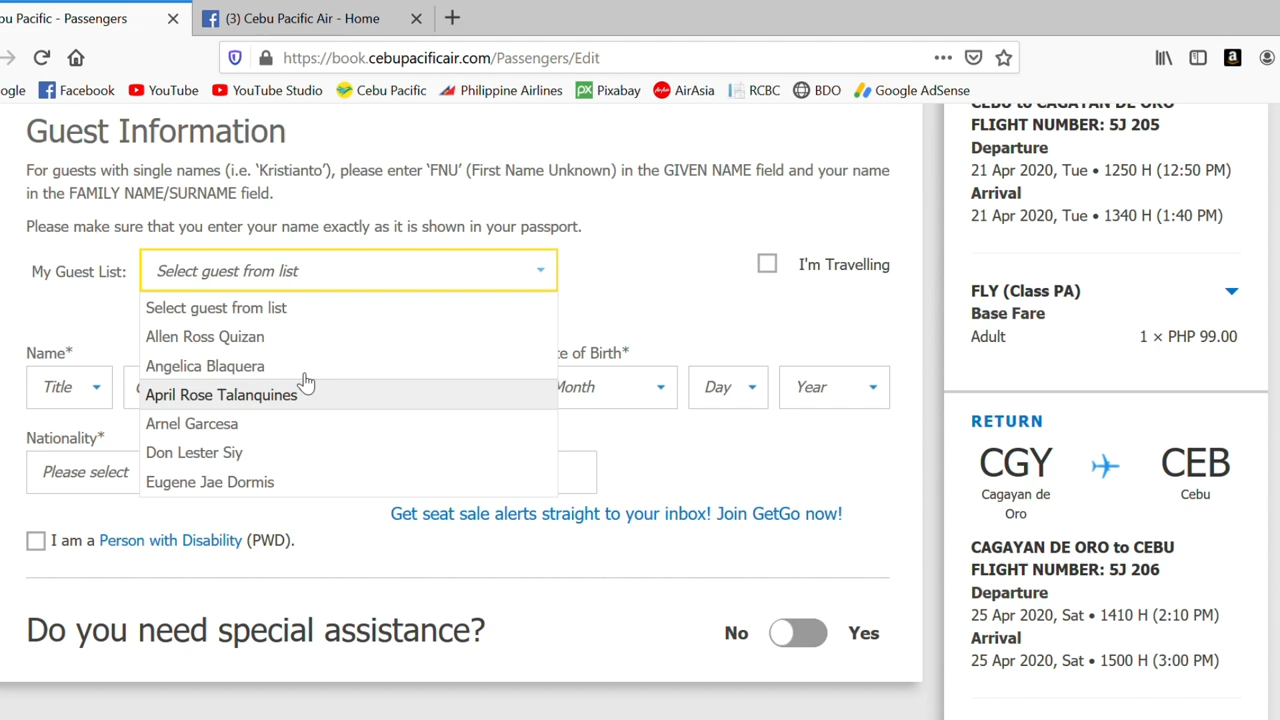 bu Pacific - Passengers
(3) Cebu Pacific Air - Home
https://book.cebupacificair.com/Passengers/Edit
ogle
Facebook
YouTube
YouTube Studio
Cebu Pacific
Philippine Airlines
Pixabay
AirAsia
RCBC
BDO
Google AdSense
Guest Information
For guests with single names (i.e. 'Kristianto'), please enter 'FNU' (First Name Unknown) in the GIVEN NAME field and your name
in the FAMILY NAME/SURNAME field.
Please make sure that you enter your name exactly as it is shown in your passport.
My Guest List:
Select guest from list
I'm Travelling
Select guest from list
Allen Ross Quizan
Angelica Blaquera
April Rose Talanquines
Arnel Garcesa
Don Lester Siy
Eugene Jae Dormis
Name*
te of Birth*
Title
Month
Day
Year
Nationality*
Please select
Get seat sale alerts straight to your inbox! Join GetGo now!
I am a Person with Disability (PWD).
Do you need special assistance?
No
Yes
CEBU to CAGAYAN DE ORO
FLIGHT NUMBER: 5J 205
Departure
21 Apr 2020, Tue • 1250 H (12:50 PM)
Arrival
21 Apr 2020, Tue • 1340 H (1:40 PM)
FLY (Class PA)
Base Fare
Adult 1 × PHP 99.00
RETURN
CGY CEB
Cagayan de Oro
Cebu
CAGAYAN DE ORO to CEBU
FLIGHT NUMBER: 5J 206
Departure
25 Apr 2020, Sat • 1410 H (2:10 PM)
Arrival
25 Apr 2020, Sat • 1500 H (3:00 PM)